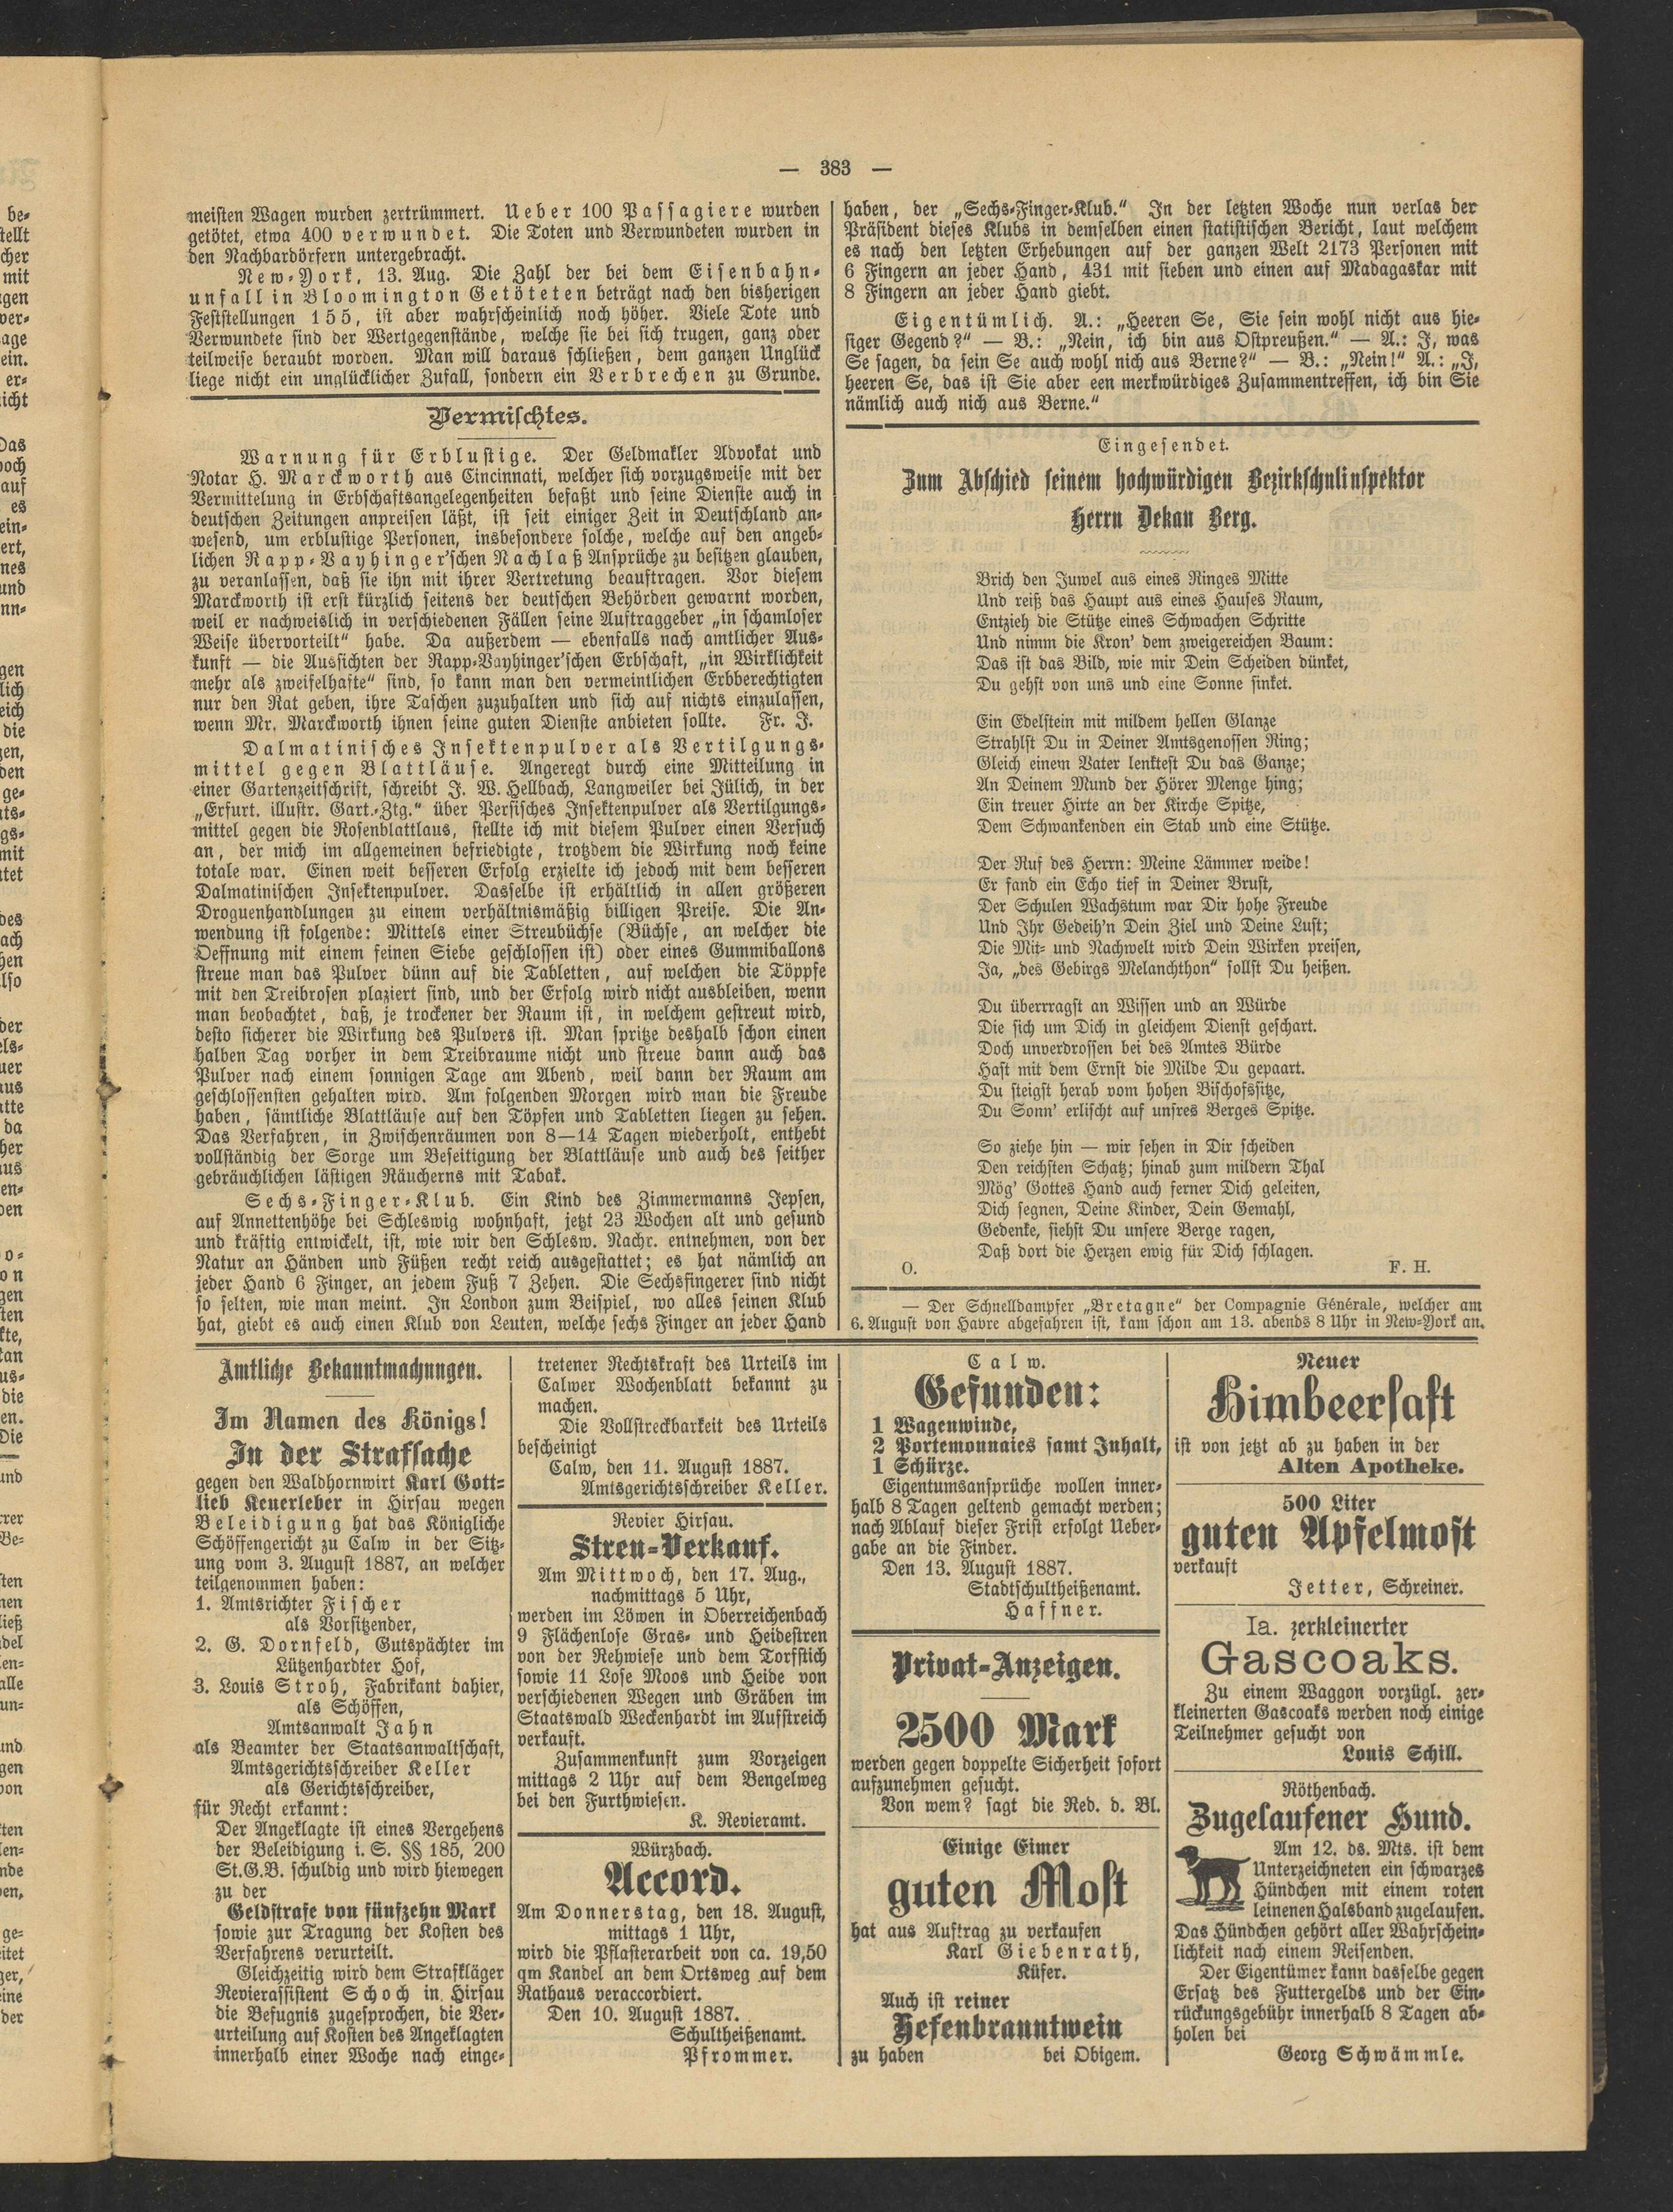 — 383 —
meisten Wagen wurden zertrümmert. Ueber 100 Passagiere wurden
getötet, etwa 400 verwundet. Die Toten und Verwundeten wurden in
den Nachbardörfern untergebracht.
New-York, 13. Aug. Die Zahl der bei dem Eisenbahn-
unfall in Bloomington Getöteten beträgt nach den bisherigen
Feststellungen 155, ist aber wahrscheinlich noch höher. Viele Tote und
Verwundete sind der Wertgegenstände, welche sie bei sich trugen, ganz oder
teilweise beraubt worden. Man will daraus schließen, dem ganzen Unglück
liege nicht ein unglücklicher Zufall, sondern ein Verbrechen zu Grunde.
Vermischtes.
Warnung für Erblustige. Der Geldmakler Advokat und
Notar H. Marckworth aus Cincinnati, welcher sich vorzugsweise mit der
Vermittelung in Erbschaftsangelegenheiten befaßt und seine Dienste auch in
deutschen Zeitungen anpreisen läßt, ist seit einiger Zeit in Deutschland an-
wesend, um erblustige Personen, insbesondere solche, welche auf den angeb-
lichen Rapp-Vayhinger'schen Nachlaß Ansprüche zu besitzen glauben,
zu veranlassen, daß sie ihn mit ihrer Vertretung beauftragen. Vor diesem
Marckworth ist erst kürzlich seitens der deutschen Behörden gewarnt worden,
weil er nachweislich in verschiedenen Fällen seine Auftraggeber „in schamloser
Weise übervorteilt“ habe. Da außerdem — ebenfalls nach amtlicher Aus-
kunft — die Aussichten der Rapp-Vayhinger'schen Erbschaft, „in Wirklichkeit
mehr als zweifelhafte“ sind, so kann man den vermeintlichen Erbberechtigten
nur den Rat geben, ihre Taschen zuzuhalten und sich auf nichts einzulassen,
wenn Mr. Marckworth ihnen seine guten Dienste anbieten sollte. Fr. J.
Dalmatinisches Insektenpulver als Vertilgungs-
mittel gegen Blattläuse. Angeregt durch eine Mitteilung in
einer Gartenzeitschrift, schreibt J. W. Hellbach, Langweiler bei Jülich, in der
„Erfurt. illustr. Gart.-Ztg.“ über Persisches Insektenpulver als Vertilgungs-
mittel gegen die Rosenblattlaus, stellte ich mit diesem Pulver einen Versuch
an, der mich im allgemeinen befriedigte, trotzdem die Wirkung noch keine
totale war. Einen weit besseren Erfolg erzielte ich jedoch mit dem besseren
Dalmatinischen Insektenpulver. Dasselbe ist erhältlich in allen größeren
Droguenhandlungen zu einem verhältnismäßig billigen Preise. Die An-
wendung ist folgende: Mittels einer Streubüchse (Büchse, an welcher die
Oeffnung mit einem feinen Siebe geschlossen ist) oder eines Gummiballons
streue man das Pulver dünn auf die Tabletten, auf welchen die Töppfe
mit den Treibrosen plaziert sind, und der Erfolg wird nicht ausbleiben, wenn
man beobachtet, daß, je trockener der Raum ist, in welchem gestreut wird,
desto sicherer die Wirkung des Pulvers ist. Man spritze deshalb schon einen
halben Tag vorher in dem Treibraume nicht und streue dann auch das
Pulver nach einem sonnigen Tage am Abend, weil dann der Raum am
geschlossensten gehalten wird. Am folgenden Morgen wird man die Freude
haben, sämtliche Blattläuse auf den Töpfen und Tabletten liegen zu sehen.
Das Verfahren, in Zwischenräumen von 8—14 Tagen wiederholt, enthebt
vollständig der Sorge um Beseitigung der Blattläuse und auch des seither
gebräuchlichen lästigen Räucherns mit Tabak.
Sechs-Finger-Klub. Ein Kind des Zimmermanns Jepsen,
auf Annettenhöhe bei Schleswig wohnhaft, jetzt 23 Wochen alt und gesund
und kräftig entwickelt, ist, wie wir den Schlesw. Nachr. entnehmen, von der
Natur an Händen und Füßen recht reich ausgestattet; es hat nämlich an
jeder Hand 6 Finger, an jedem Fuß 7 Zehen. Die Sechsfingerer sind nicht
so selten, wie man meint. In London zum Beispiel, wo alles seinen Klub
hat, giebt es auch einen Klub von Leuten, welche sechs Finger an jeder Hand
haben, der „Sechs-Finger-Klub.“ In der letzten Woche nun verlas der
Präsident dieses Klubs in demselben einen statistischen Bericht, laut welchem
es nach den letzten Erhebungen auf der ganzen Welt 2173 Personen mit
6 Fingern an jeder Hand, 431 mit sieben und einen auf Madagaskar mit
8 Fingern an jeder Hand giebt.
Eigentümlich. A.: „Heeren Se, Sie sein wohl nicht aus hie-
siger Gegend?“ — B.: „Nein, ich bin aus Ostpreußen.“ — A.: J, was
Se sagen, da sein Se auch wohl nich aus Berne?“ — B.: „Nein!“ A.: „J,
heeren Se, das ist Sie aber een merkwürdiges Zusammentreffen, ich bin Sie
nämlich auch nich aus Berne.“
Eingesendet.
Zum Abschied seinem hochwürdigen Bezirkschulinspektor
Herrn Dekan Berg.
Brich den Juwel aus eines Ringes Mitte
Und reiß das Haupt aus eines Hauses Raum,
Entzieh die Stütze eines Schwachen Schritte
Und nimm die Kron' dem zweigereichen Baum:
Das ist das Bild, wie mir Dein Scheiden dünket,
Du gehst von uns und eine Sonne sinket.
Ein Edelstein mit mildem hellen Glanze
Strahlst Du in Deiner Amtsgenossen Ring;
Gleich einem Vater lenktest Du das Ganze;
An Deinem Mund der Hörer Menge hing;
Ein treuer Hirte an der Kirche Spitze,
Dem Schwankenden ein Stab und eine Stütze.
Der Ruf des Herrn: Meine Lämmer weide!
Er fand ein Echo tief in Deiner Brust,
Der Schulen Wachstum war Dir hohe Freude
Und Ihr Gedeih'n Dein Ziel und Deine Lust;
Die Mit- und Nachwelt wird Dein Wirken preisen,
Ja, „des Gebirgs Melanchthon“ sollst Du heißen.
Du überrragst an Wissen und an Würde
Die sich um Dich in gleichem Dienst geschart.
Doch unverdrossen bei des Amtes Bürde
Hast mit dem Ernst die Milde Du gepaart.
Du steigst herab vom hohen Bischofssitze,
Du Sonn' erlischt auf unsres Berges Spitze.
So ziehe hin — wir sehen in Dir scheiden
Den reichsten Schatz; hinab zum mildern Thal
Mög' Gottes Hand auch ferner Dich geleiten,
Dich segnen, Deine Kinder, Dein Gemahl,
Gedenke, siehst Du unsere Berge ragen,
Daß dort die Herzen ewig für Dich schlagen.
O. F. H.
— Der Schnelldampfer „Bretagne“ der Compagnie Générale, welcher am
6. August von Havre abgefahren ist, kam schon am 13. abends 8 Uhr in New-York an.
Amtliche Bekanntmachungen.
Im Namen des Königs!
In der Strafsache
gegen den Waldhornwirt Karl Gott-
lieb Keuerleber in Hirsau wegen
Beleidigung hat das Königliche
Schöffengericht zu Calw in der Sitz-
ung vom 3. August 1887, an welcher
teilgenommen haben:
1. Amtsrichter Fischer
als Vorsitzender,
2. G. Dornfeld, Gutspächter im
Lützenhardter Hof,
3. Louis Stroh, Fabrikant dahier,
als Schöffen,
Amtsanwalt Jahn
als Beamter der Staatsanwaltschaft,
Amtsgerichtsschreiber Keller
als Gerichtsschreiber,
für Recht erkannt:
Der Angeklagte ist eines Vergehens
der Beleidigung i. S. §§ 185, 200
St.G.B. schuldig und wird hiewegen
zu der
Geldstrafe von fünfzehn Mark
sowie zur Tragung der Kosten des
Verfahrens verurteilt.
Gleichzeitig wird dem Strafkläger
Revierassistent Schoch in Hirsau
die Befugnis zugesprochen, die Ver-
urteilung auf Kosten des Angeklagten
innerhalb einer Woche nach einge-
tretener Rechtskraft des Urteils im
Calwer Wochenblatt bekannt zu
machen.
Die Vollstreckbarkeit des Urteils
bescheinigt
Calw, den 11. August 1887.
Amtsgerichtsschreiber Keller.
Revier Hirsau.
Streu-Verkauf.
Am Mittwoch, den 17. Aug.,
nachmittags 5 Uhr,
werden im Löwen in Oberreichenbach
9 Flächenlose Gras- und Heidestreu
von der Rehwiese und dem Torfstich
sowie 11 Lose Moos und Heide von
verschiedenen Wegen und Gräben im
Staatswald Weckenhardt im Aufstreich
verkauft.
Zusammenkunft zum Vorzeigen
mittags 2 Uhr auf dem Bengelweg
bei den Furthwiesen.
K. Revieramt.
Würzbach.
Accord.
Am Donnerstag, den 18. August,
mittags 1 Uhr,
wird die Pflasterarbeit von ca. 19,50
qm Kandel an dem Ortsweg auf dem
Rathaus veraccordiert.
Den 10. August 1887.
Schultheißenamt.
Pfrommer.
Calw.
Gefunden:
1 Wagenwinde,
2 Portemonnaies samt Inhalt,
1 Schürze.
Eigentumsansprüche wollen inner-
halb 8 Tagen geltend gemacht werden;
nach Ablauf dieser Frist erfolgt Ueber-
gabe an die Finder.
Den 13. August 1887.
Stadtschultheißenamt.
Haffner.
Privat-Anzeigen.
2500 Mark
werden gegen doppelte Sicherheit sofort
aufzunehmen gesucht.
Von wem? sagt die Red. d. Bl.
Einige Eimer
guten Most
hat aus Auftrag zu verkaufen
Karl Giebenrath,
Küfer.
Auch ist reiner
Hefenbranntwein
zu haben bei Obigem.
Neuer
Himbeersaft
ist von jetzt ab zu haben in der
Alten Apotheke.
500 Liter
guten Apfelmost
verkauft
Jetter, Schreiner.
Ia. zerkleinerter
Gascoaks.
Zu einem Waggon vorzügl. zer-
kleinerten Gascoaks werden noch einige
Teilnehmer gesucht von
Louis Schill.
Röthenbach.
Zugelaufener Hund.
Am 12. ds. Mts. ist dem
Unterzeichneten ein schwarzes
Hündchen mit einem roten
leinenen Halsband zugelaufen.
Das Hündchen gehört aller Wahrschein-
lichkeit nach einem Reisenden.
Der Eigentümer kann dasselbe gegen
Ersatz des Futtergelds und der Ein-
rückungsgebühr innerhalb 8 Tagen ab-
holen bei
Georg Schwämmle.